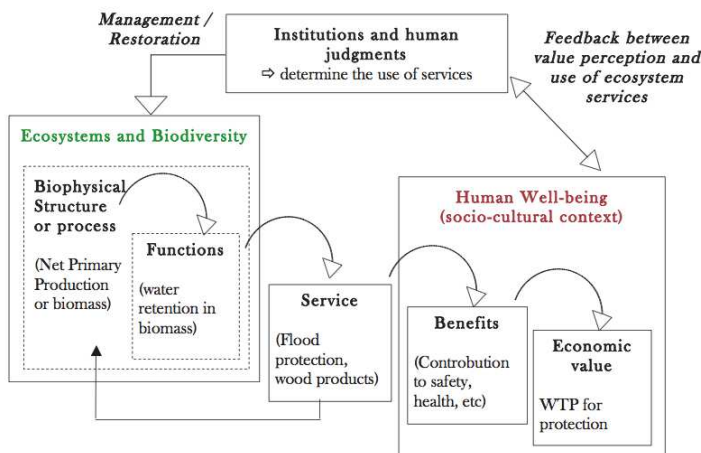 Management /
Restoration
Institutions and human
judgments
⇨ determine the use of services
Feedback between
value perception and
use of ecosystem
services
Ecosystems and Biodiversity
Biophysical
Structure
or process
(Net Primary
Production
or biomass)
Functions
(water
retention in
biomass)
Service
(Flood
protection,
wood products)
Human Well-being
(socio-cultural context)
Benefits
(Controbution
to safety,
health, etc)
Economic
value
WTP for
protection